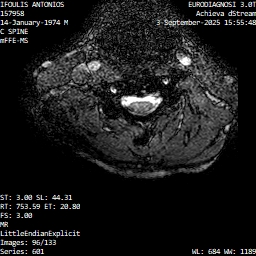 IFOULIS ANTONIOS
157958
14-January-1974 M
C SPINE
mFFE-MS
EURODIAGNOSI 3.0T
Achieva dStream
3-September-2025 15:55:48
ST: 3.00 SL: 44.31
RT: 753.59 ET: 20.80
FS: 3.00
MR
LittleEndianExplicit
Images: 96/133
Series: 601
WL: 684 WW: 1189